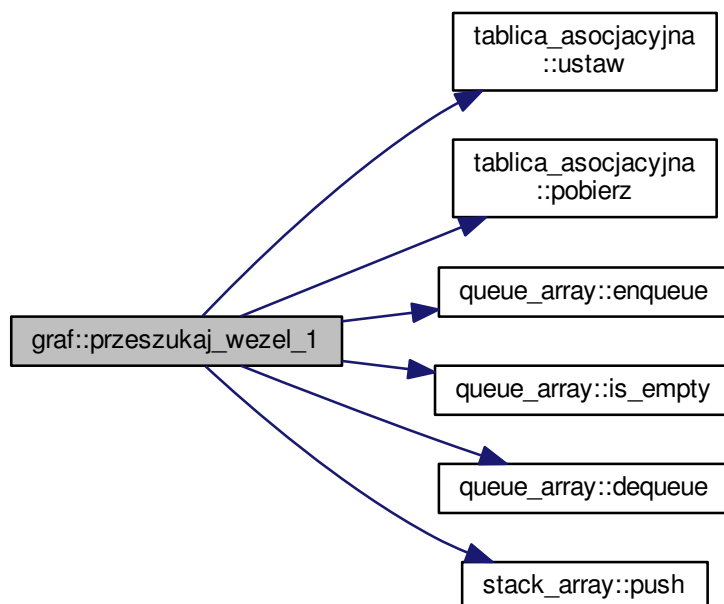 tablica_asocjacyjna
::ustaw
tablica_asocjacyjna
::pobierz
queue_array::enqueue
graf::przeszukaj_wezel_1
queue_array::is_empty
queue_array::dequeue
stack_array::push